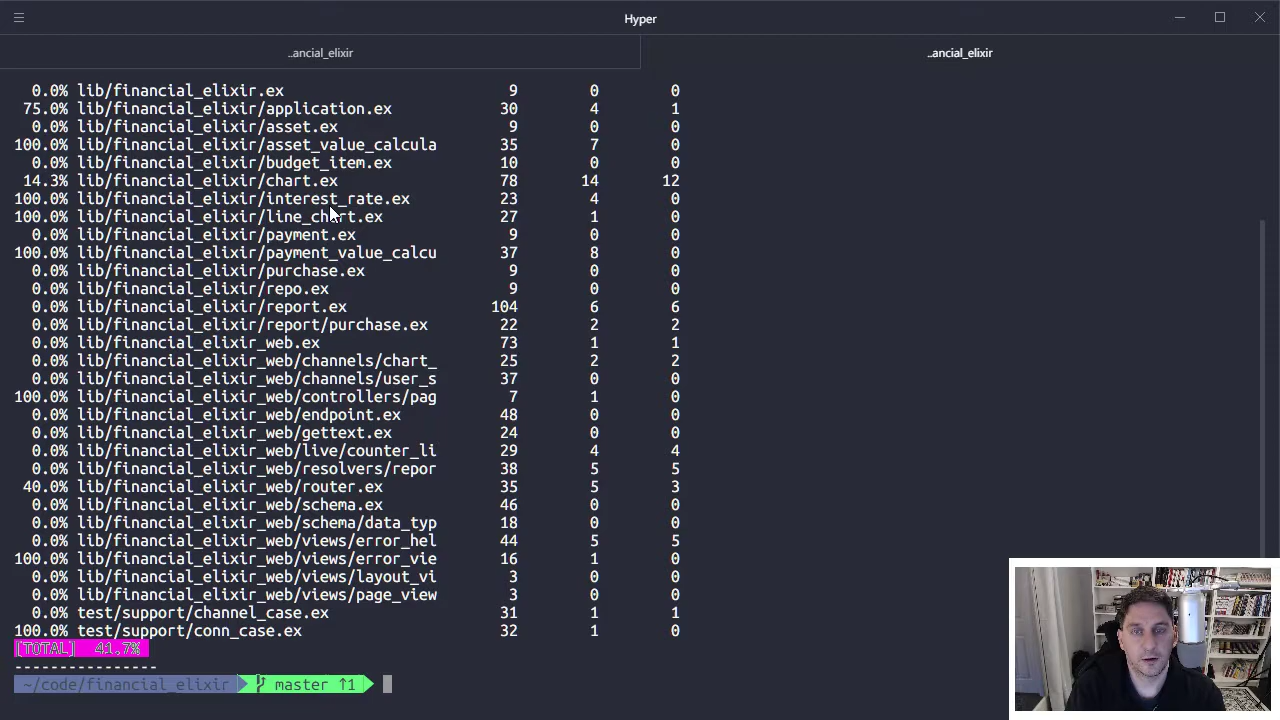 Hyper
..ancial_elixir
..ancial_elixir
0.0% lib/financial_elixir.ex 9 0 0
75.0% lib/financial_elixir/application.ex 30 4 1
0.0% lib/financial_elixir/asset.ex 9 0 0
100.0% lib/financial_elixir/asset_value_calcula 35 7 0
0.0% lib/financial_elixir/budget_item.ex 10 0 0
14.3% lib/financial_elixir/chart.ex 78 14 12
100.0% lib/financial_elixir/interest_rate.ex 23 4 0
100.0% lib/financial_elixir/line_chart.ex 27 1 0
0.0% lib/financial_elixir/payment.ex 9 0 0
100.0% lib/financial_elixir/payment_value_calcu 37 8 0
0.0% lib/financial_elixir/purchase.ex 9 0 0
0.0% lib/financial_elixir/repo.ex 9 0 0
0.0% lib/financial_elixir/report.ex 104 6 6
0.0% lib/financial_elixir/report/purchase.ex 22 2 2
0.0% lib/financial_elixir_web.ex 73 1 1
0.0% lib/financial_elixir_web/channels/chart_ 25 2 2
0.0% lib/financial_elixir_web/channels/user_s 37 0 0
100.0% lib/financial_elixir_web/controllers/pag 7 1 0
0.0% lib/financial_elixir_web/endpoint.ex 48 0 0
0.0% lib/financial_elixir_web/gettext.ex 24 0 0
0.0% lib/financial_elixir_web/live/counter_li 29 4 4
0.0% lib/financial_elixir_web/resolvers/repor 38 5 5
40.0% lib/financial_elixir_web/router.ex 35 5 3
0.0% lib/financial_elixir_web/schema.ex 46 0 0
0.0% lib/financial_elixir_web/schema/data_typ 18 0 0
0.0% lib/financial_elixir_web/views/error_hel 44 5 5
100.0% lib/financial_elixir_web/views/error_vie 16 1 0
0.0% lib/financial_elixir_web/views/layout_vi 3 0 0
0.0% lib/financial_elixir_web/views/page_view 3 0 0
0.0% test/support/channel_case.ex 31 1 1
100.0% test/support/conn_case.ex 32 1 0
[TOTAL] 41.7%
----------------
~/code/financial_elixir master ↑1